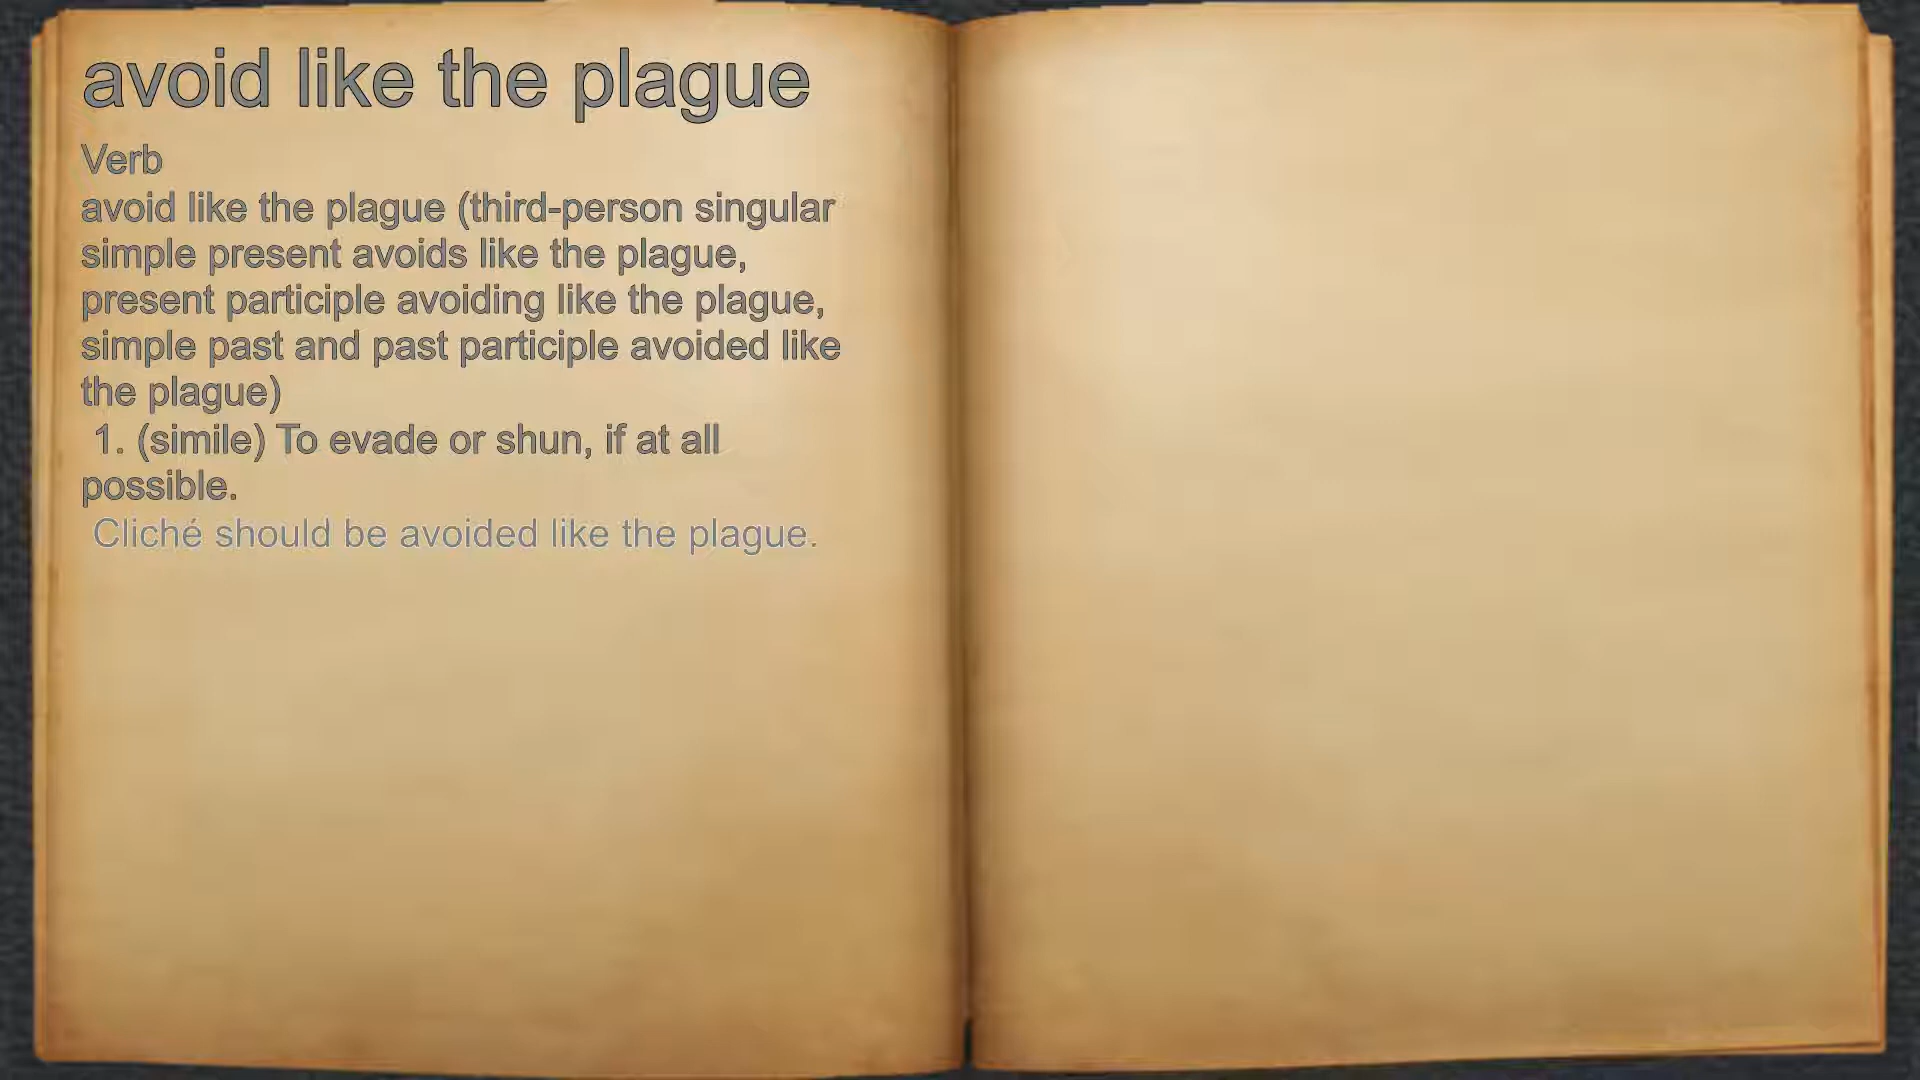 avoid like the plague
Verb
avoid like the plague (third-person singular
simple present avoids like the plague,
present participle avoiding like the plague,
simple past and past participle avoided like
the plague)
1. (simile) To evade or shun, if at all
possible.
Cliché should be avoided like the plague.